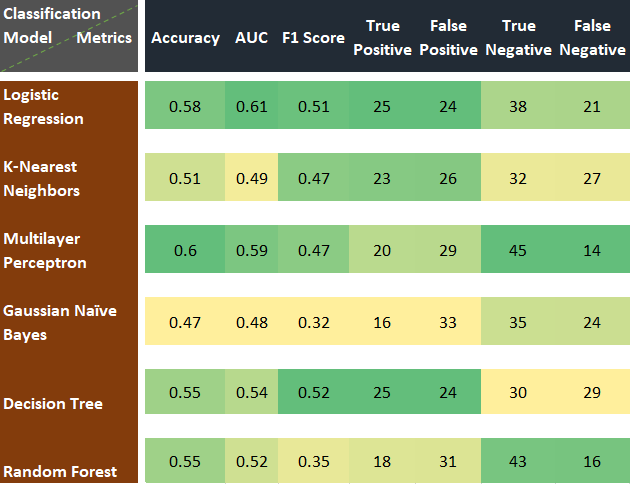 Classification
Model Metrics
Accuracy AUC F1 Score True Positive False Positive True Negative False Negative
Logistic
Regression
0.58 0.61 0.51 25 24 38 21
K-Nearest
Neighbors
0.51 0.49 0.47 23 26 32 27
Multilayer
Perceptron
0.6 0.59 0.47 20 29 45 14
Gaussian Naïve
Bayes
0.47 0.48 0.32 16 33 35 24
Decision Tree
0.55 0.54 0.52 25 24 30 29
Random Forest
0.55 0.52 0.35 18 31 43 16